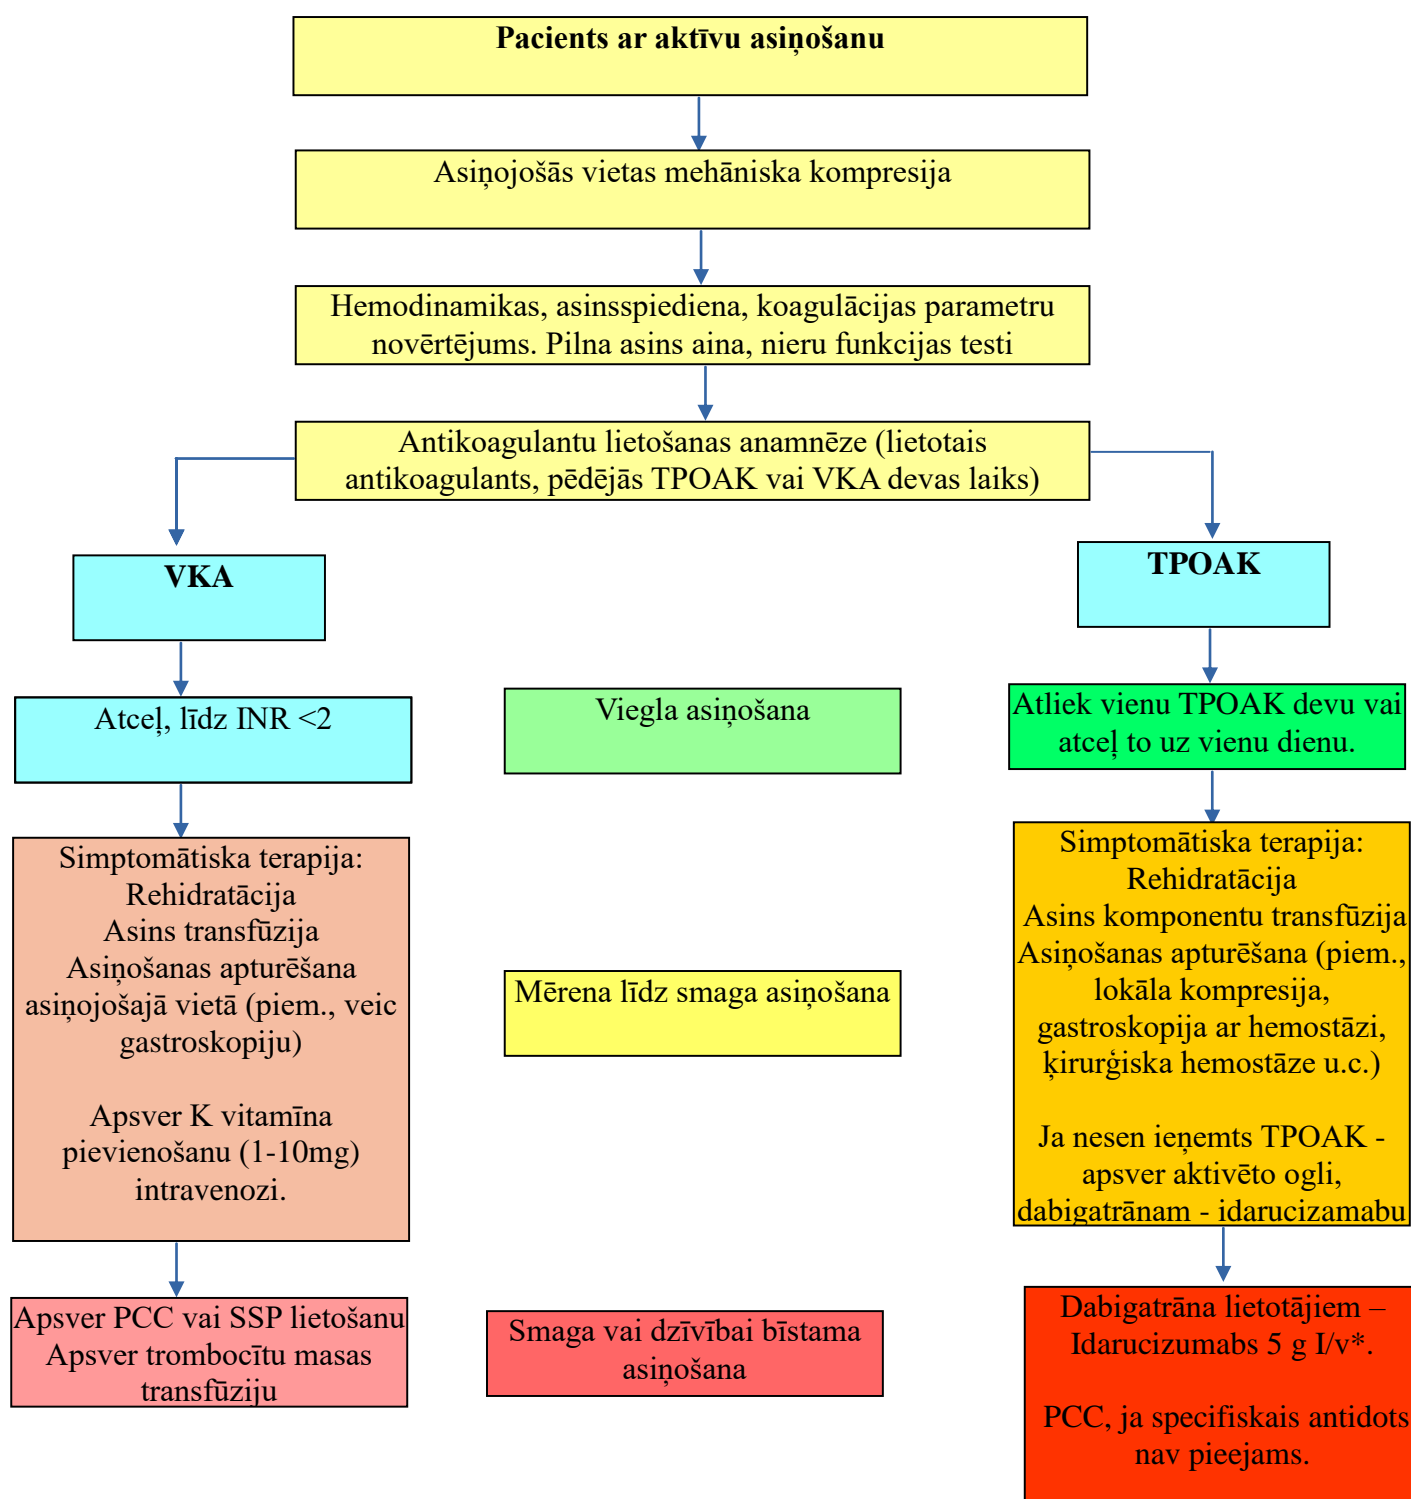 Pacients ar aktīvu asiņošanu
Asiņojošās vietas mehāniska kompresija
Hemodinamikas, asinsspiediena, koagulācijas parametru
novērtējums. Pilna asins aina, nieru funkcijas testi
Antikoagulantu lietošanas anamnēze (lietotais
antikoagulants, pēdējās TPOAK vai VKA devas laiks)
VKA
TPOAK
Atceļ, līdz INR <2
Viegla asiņošana
Atliek vienu TPOAK devu vai
atceļ to uz vienu dienu.
Simptomātiska terapija:
Rehidratācija
Asins transfūzija
Asiņošanas apturēšana
asiņojošajā vietā (piem., veic
gastroskopiju)
Apsver K vitamīna
pievienošanu (1-10mg)
intravenozi.
Mērena līdz smaga asiņošana
Simptomātiska terapija:
Rehidratācija
Asins komponentu transfūzija
Asiņošanas apturēšana (piem.,
lokāla kompresija,
gastroskopija ar hemostāzi,
ķirurģiska hemostāze u.c.)
Ja nesen ieņemts TPOAK -
apsver aktivēto ogli,
dabigatrānam - idarucizamabu
Apsver PCC vai SSP lietošanu
Apsver trombocītu masas
transfūziju
Smaga vai dzīvībai bīstama
asiņošana
Dabigatrāna lietotājiem –
Idarucizumabs 5 g I/v*.
PCC, ja specifiskais antidots
nav pieejams.